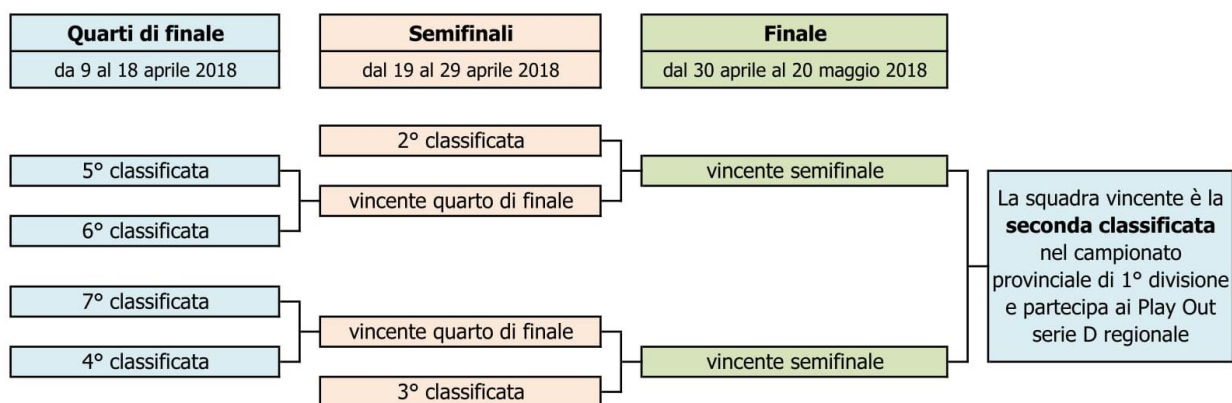 Quarti di finale
da 9 al 18 aprile 2018
Semifinali
dal 19 al 29 aprile 2018
Finale
dal 30 aprile al 20 maggio 2018
5° classificata
6° classificata
7° classificata
4° classificata
2° classificata
vincente quarto di finale
vincente quarto di finale
3° classificata
vincente semifinale
vincente semifinale
La squadra vincente è la
seconda classificata
nel campionato
provinciale di 1° divisione
e partecipa ai Play Out
serie D regionale